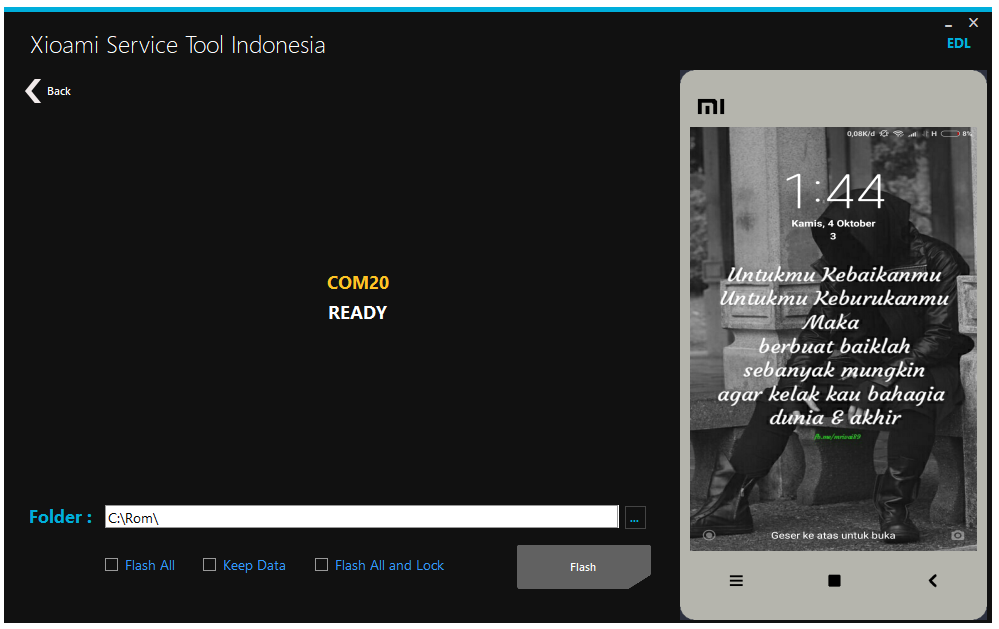 Xioami Service Tool Indonesia
EDL
Back
COM20
READY
Folder :
C:\Rom\
...
Flash All
Keep Data
Flash All and Lock
Flash
mi
0,08K/d
H
8%
1:44
Kamis, 4 Oktober
3
Untukmu Kebaikanmu
Untukmu Keburukanmu
Maka
berbuat baiklah
sebanyak mungkin
agar kelak kau bahagia
dunia & akhir
Geser ke atas untuk buka